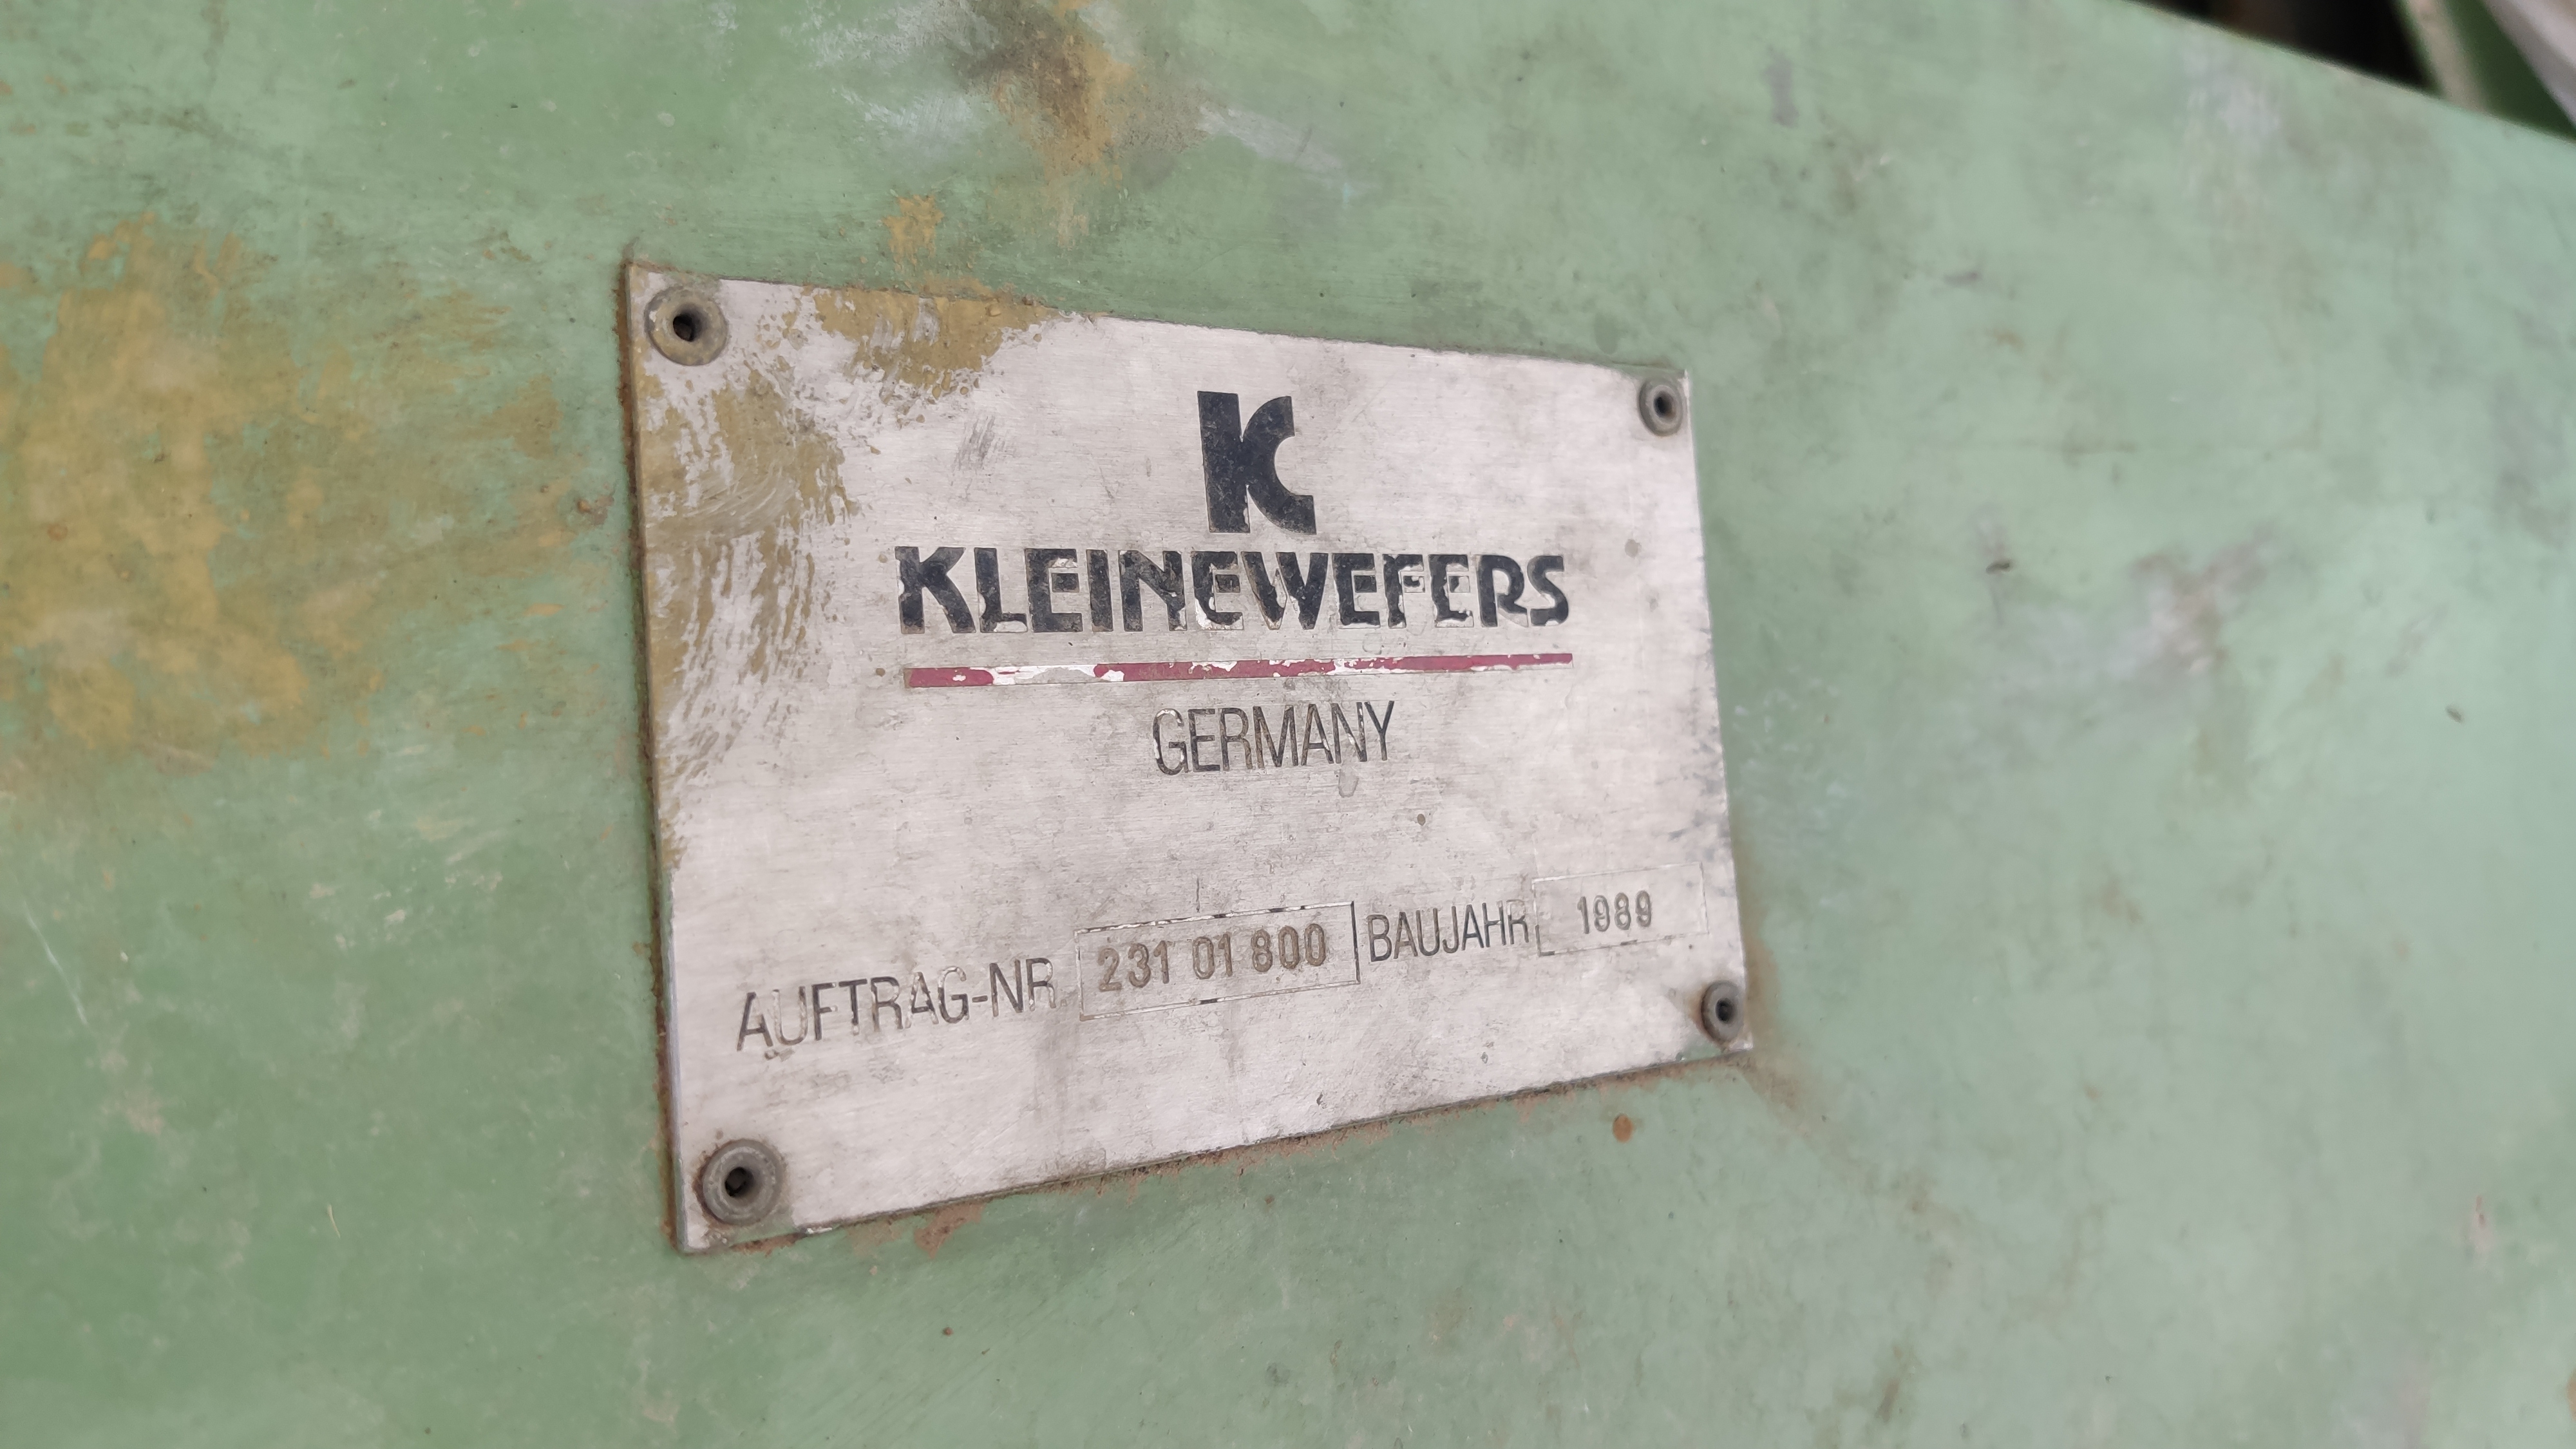 K
KLEINEWEFERS
GERMANY
AUFTRAG-NR. 231 01 800 BAUJAHR 1989